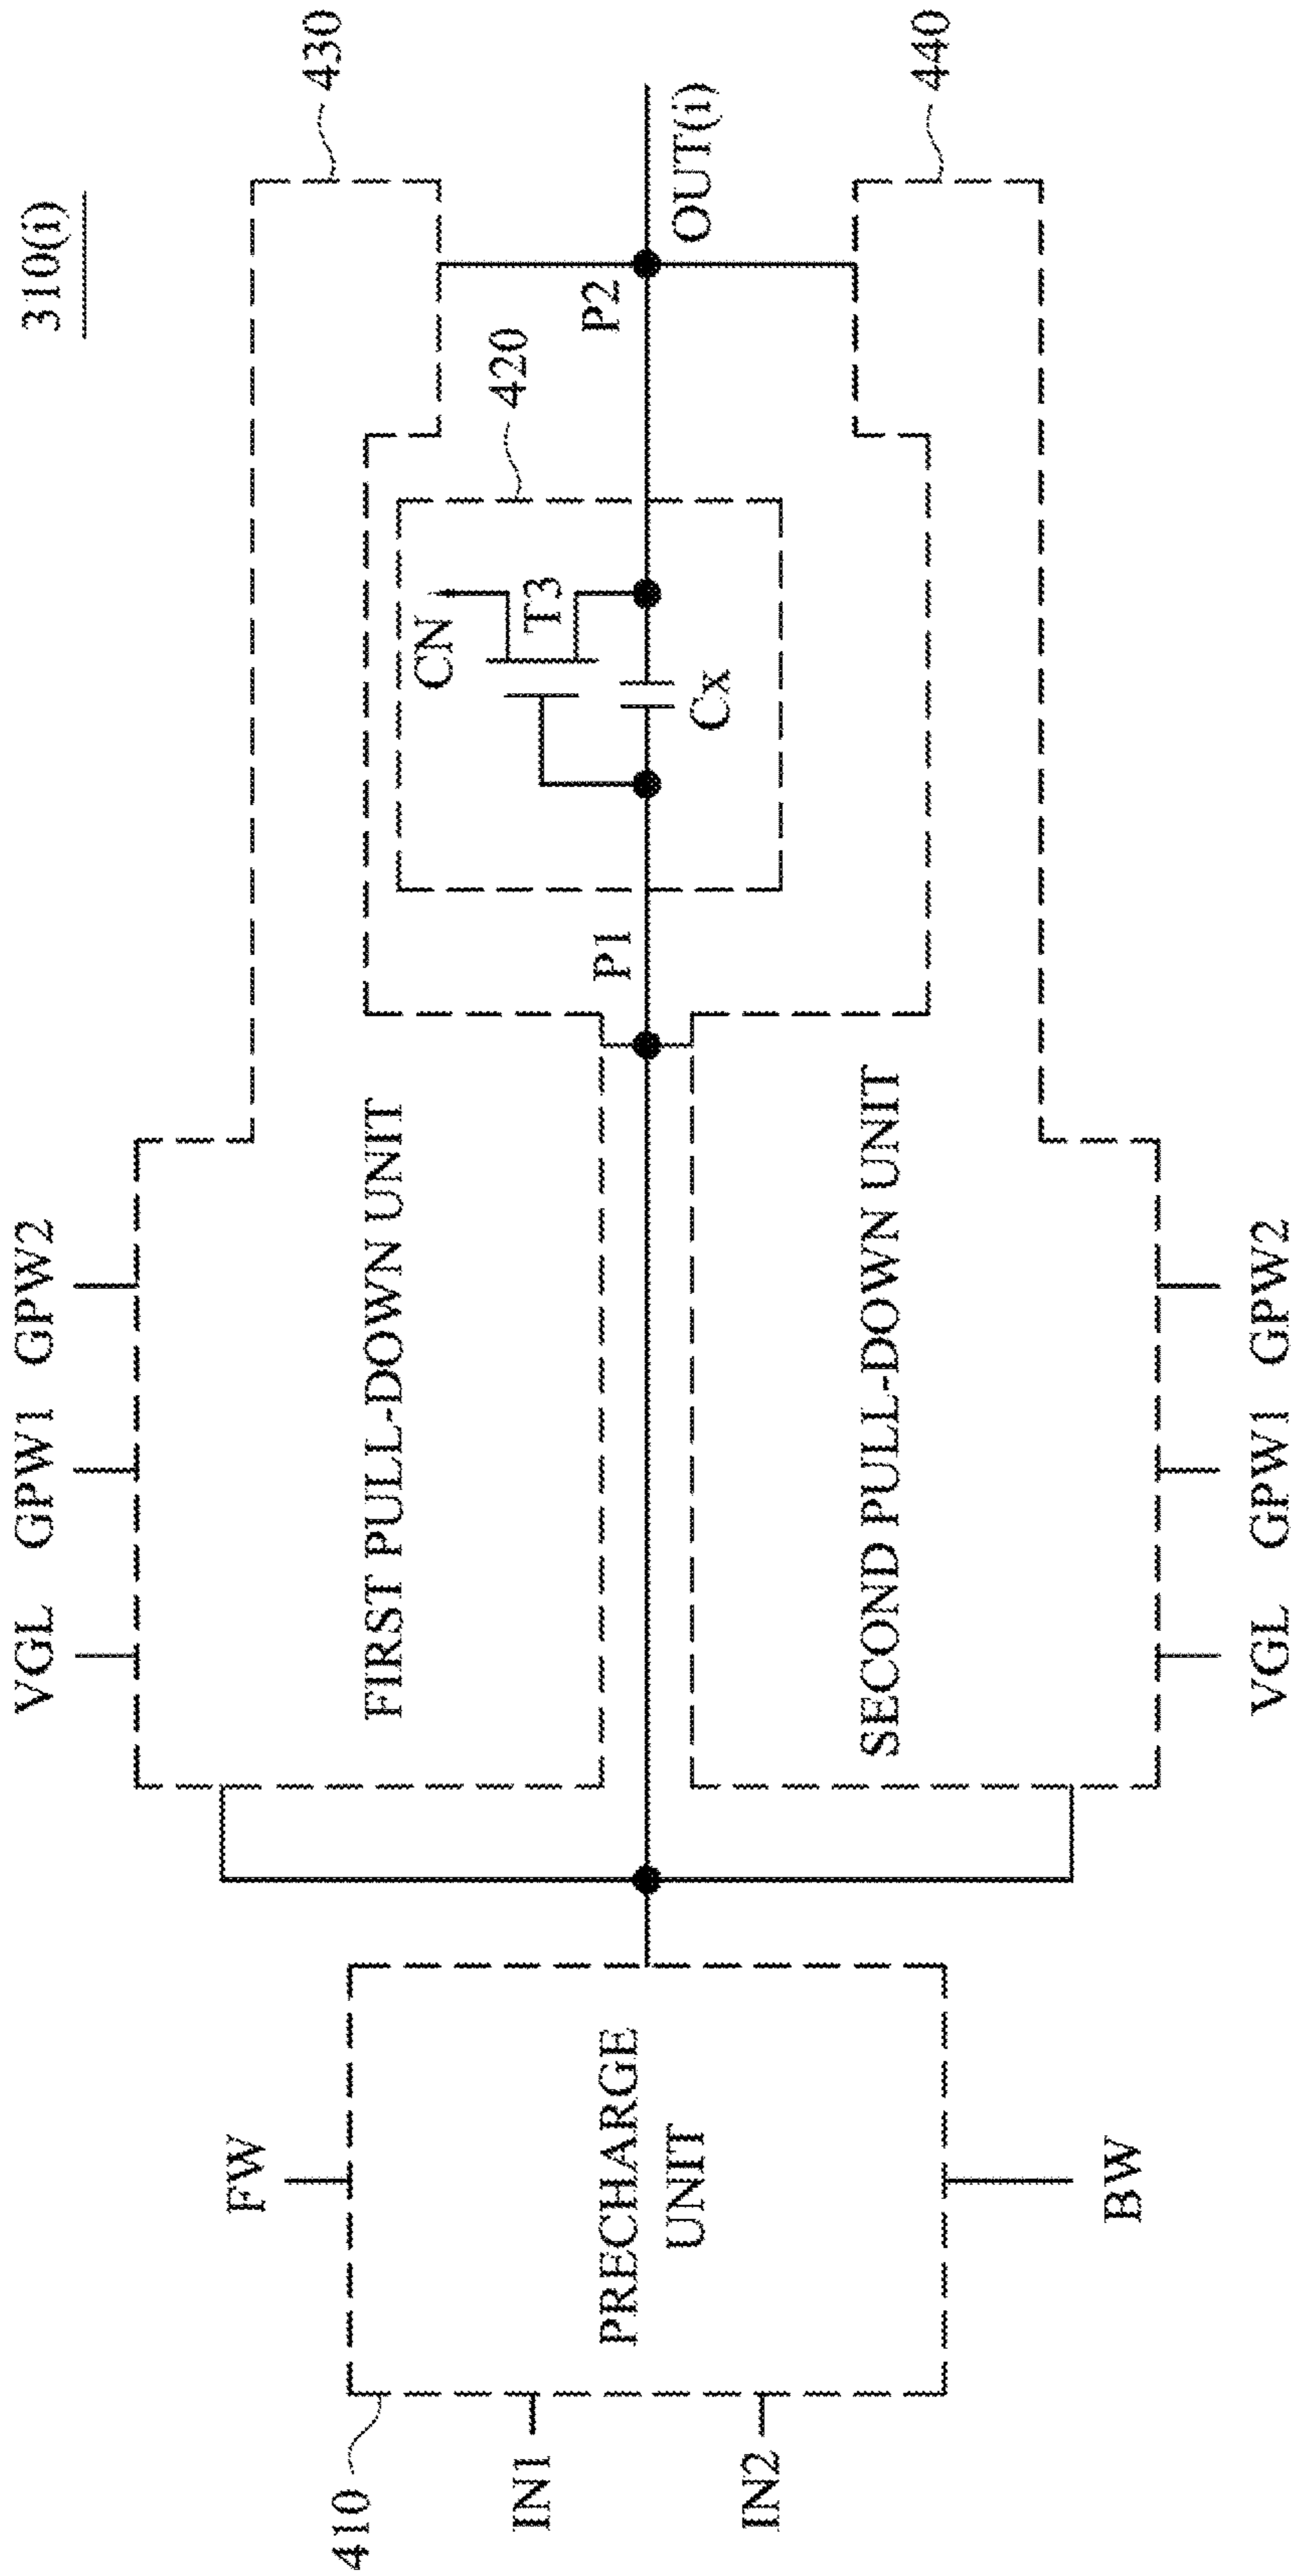 310(i)
430
VGL
GPW1
GPW2
FIRST PULL-DOWN UNIT
420
CN
T3
Cx
FW
410
IN1
IN2
PRECHARGE
UNIT
P1
P2
OUT(i)
BW
SECOND PULL-DOWN UNIT
440
VGL
GPW1
GPW2